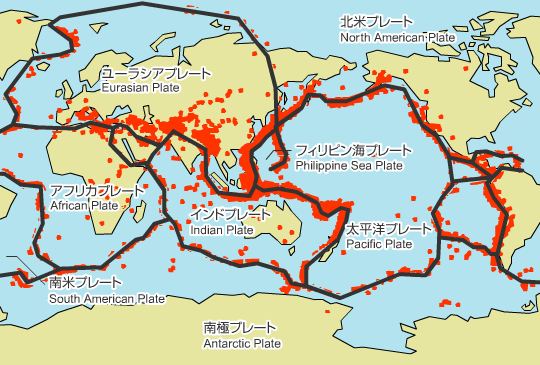 北米プレート
North American Plate
ユーラシアプレート
Eurasian Plate
フィリピン海プレート
Philippine Sea Plate
アフリカプレート
African Plate
インドプレート
Indian Plate
太平洋プレート
Pacific Plate
南米プレート
South American Plate
南極プレート
Antarctic Plate